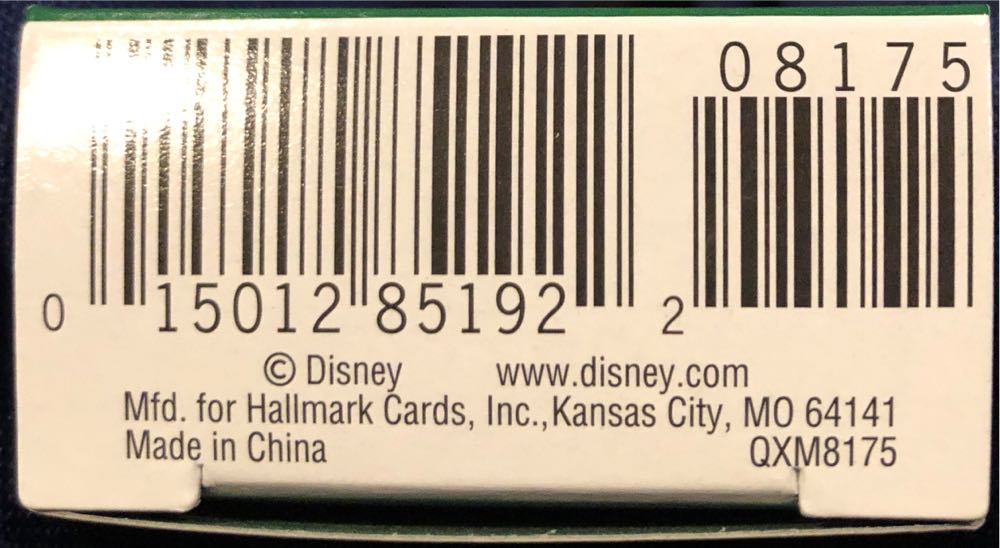 08175
0 15012 85192 2
© Disney www.disney.com
Mfd. for Hallmark Cards, Inc., Kansas City, MO 64141
Made in China QXM8175